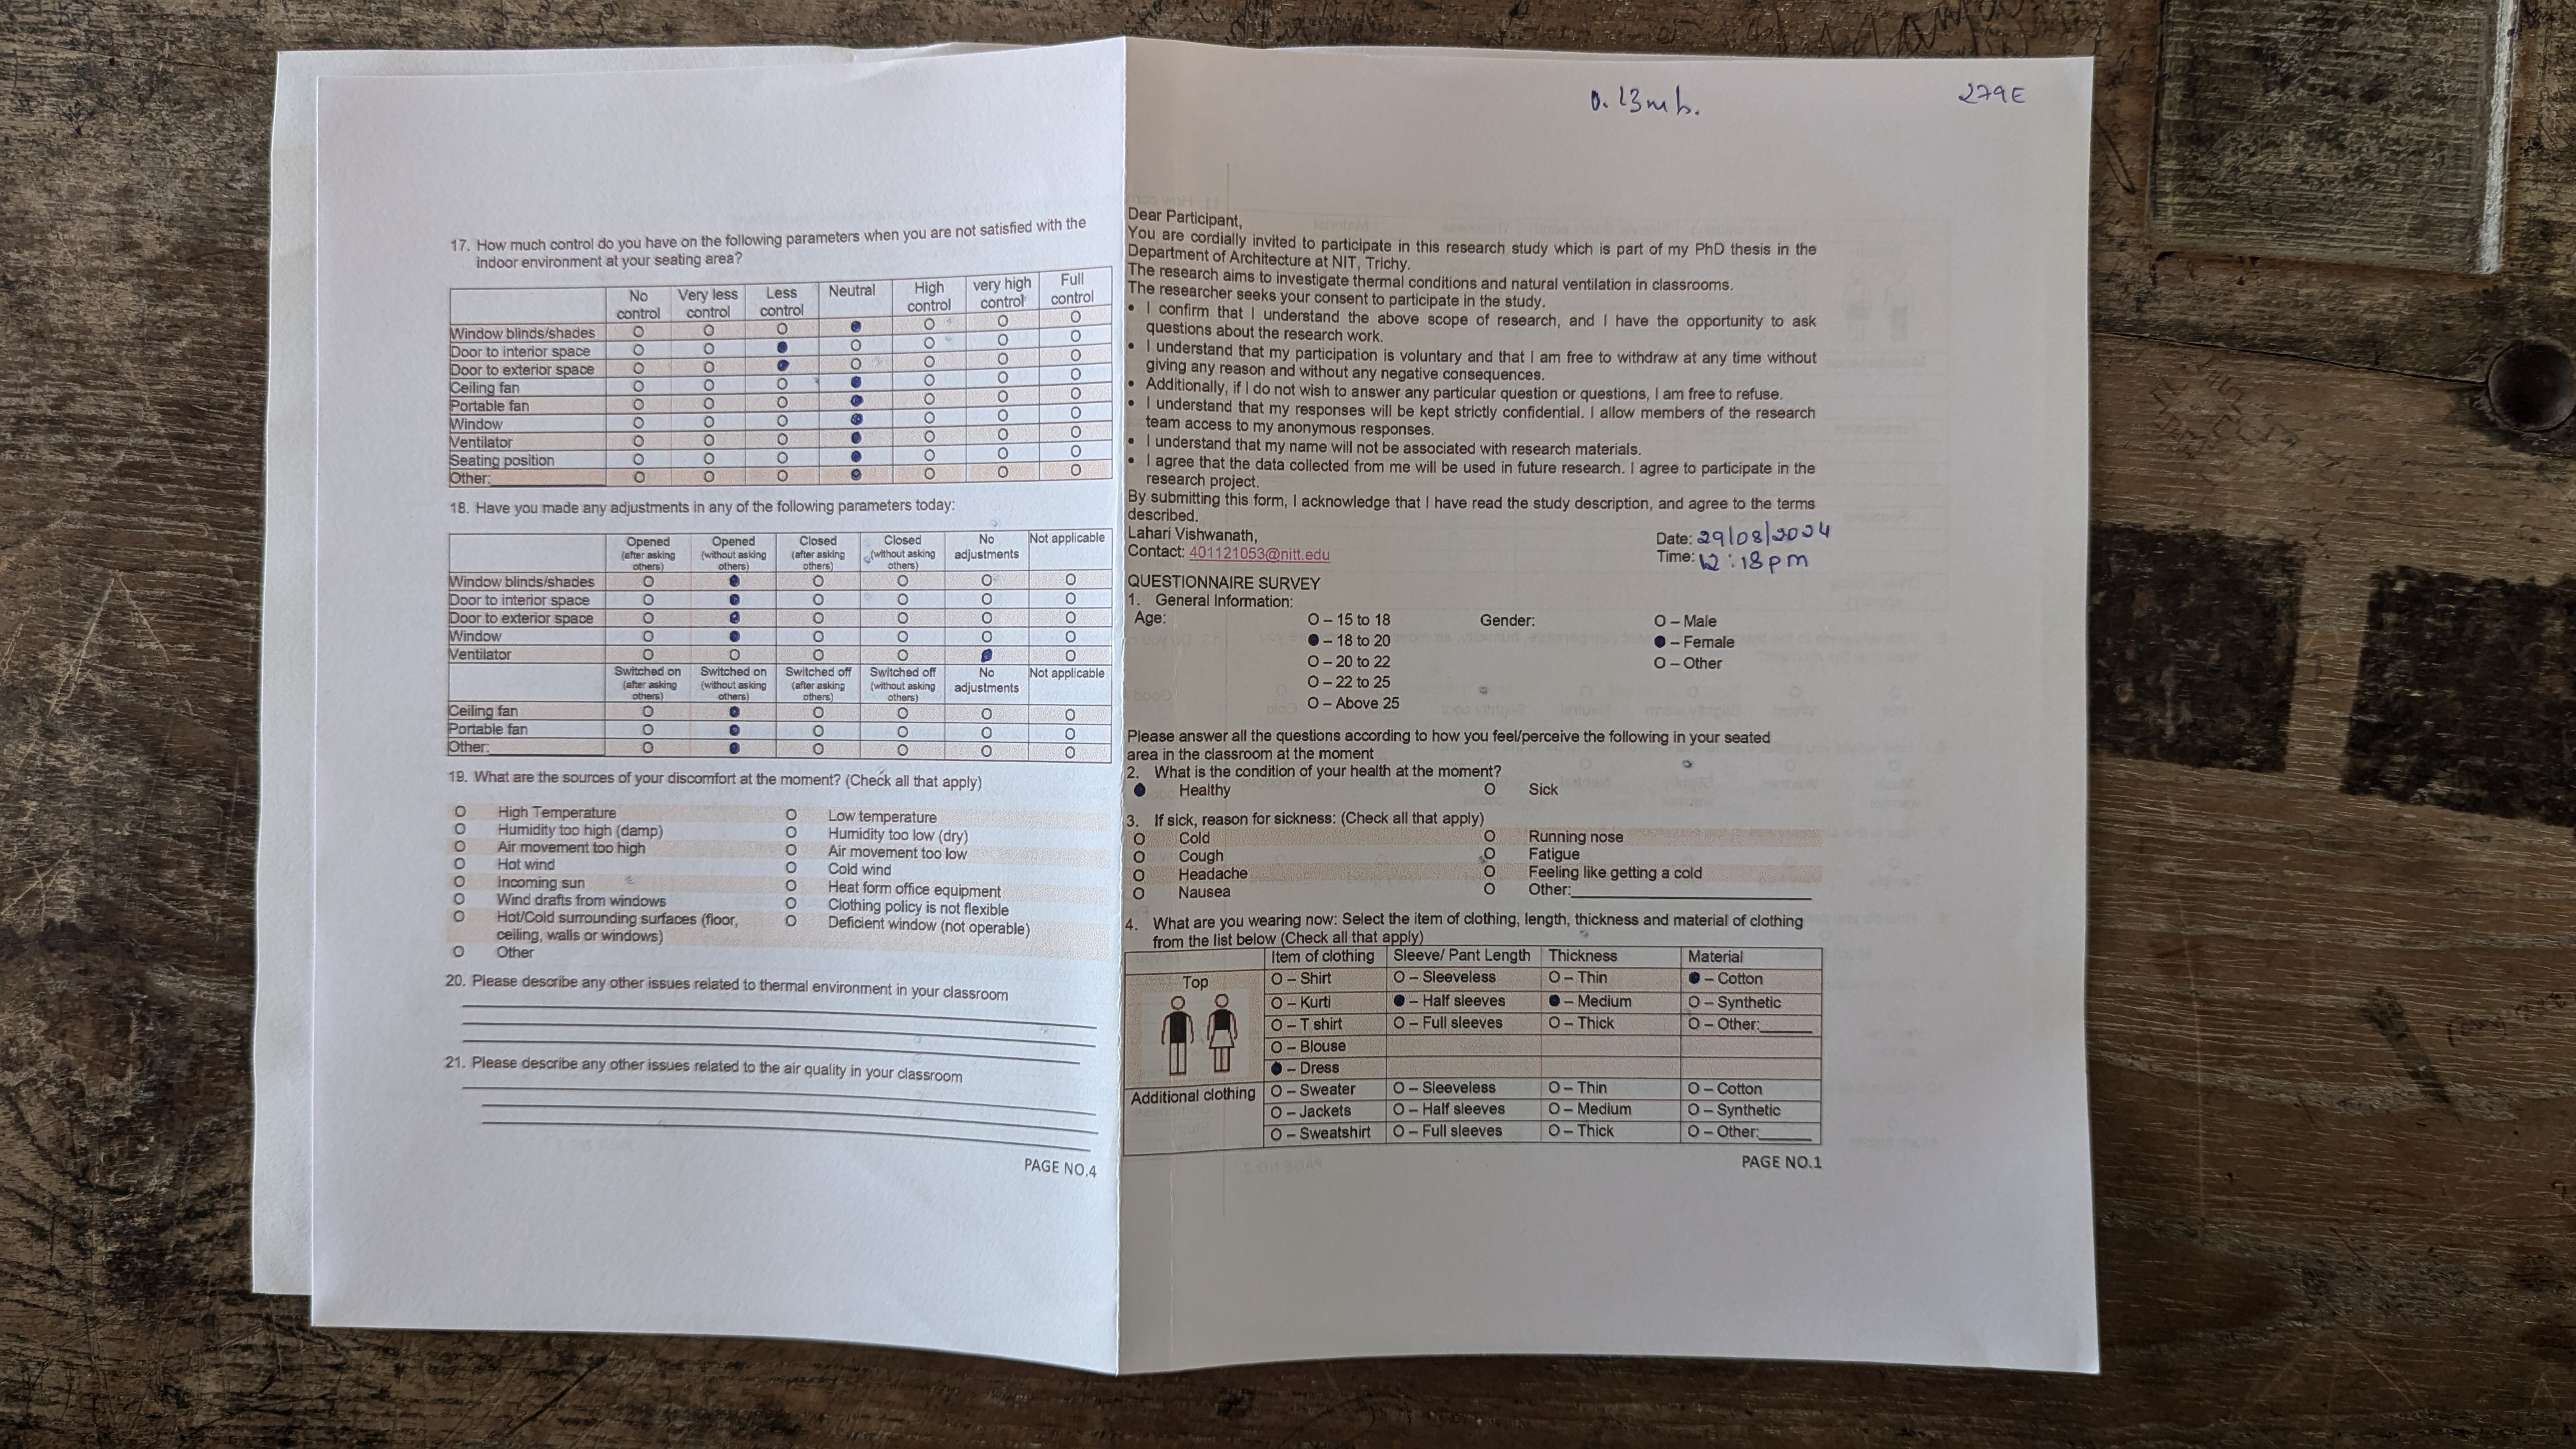 17. How much control do you have on the following parameters when you are not satisfied with the
indoor environment at your seating area?
No control Very less control Less control Neutral High control very high control Full control
Window blinds/shades O O O ● O O O
Door to interior space O O ● O O O O
Door to exterior space O O ● O O O O
Ceiling fan O O O ● O O O
Portable fan O O O ● O O O
Window O O O ● O O O
Ventilator O O O ● O O O
Seating position O O O ● O O O
Other:________ O O O ● O O O
18. Have you made any adjustments in any of the following parameters today:
Opened (after asking others) Opened (without asking others) Closed (after asking others) Closed (without asking others) No adjustments Not applicable
Window blinds/shades O ● O O O O
Door to interior space O ● O O O O
Door to exterior space O ● O O O O
Window O ● O O O O
Ventilator O O O O ● O
Switched on (after asking others) Switched on (without asking others) Switched off (after asking others) Switched off (without asking others) No adjustments Not applicable
Ceiling fan O ● O O O O
Portable fan O ● O O O O
Other:________ O ● O O O O
19. What are the sources of your discomfort at the moment? (Check all that apply)
O High Temperature O Low temperature
O Humidity too high (damp) O Humidity too low (dry)
O Air movement too high O Air movement too low
O Hot wind O Cold wind
O Incoming sun O Heat form office equipment
O Wind drafts from windows O Clothing policy is not flexible
O Hot/Cold surrounding surfaces (floor, O Deficient window (not operable)
ceiling, walls or windows)
O Other
20. Please describe any other issues related to thermal environment in your classroom
21. Please describe any other issues related to the air quality in your classroom
PAGE NO.4
0.13mb.
279E
Dear Participant,
You are cordially invited to participate in this research study which is part of my PhD thesis in the
Department of Architecture at NIT, Trichy.
The research aims to investigate thermal conditions and natural ventilation in classrooms.
The researcher seeks your consent to participate in the study.
• I confirm that I understand the above scope of research, and I have the opportunity to ask
questions about the research work.
• I understand that my participation is voluntary and that I am free to withdraw at any time without
giving any reason and without any negative consequences.
• Additionally, if I do not wish to answer any particular question or questions, I am free to refuse.
• I understand that my responses will be kept strictly confidential. I allow members of the research
team access to my anonymous responses.
• I understand that my name will not be associated with research materials.
• I agree that the data collected from me will be used in future research. I agree to participate in the
research project.
By submitting this form, I acknowledge that I have read the study description, and agree to the terms
described.
Lahari Vishwanath, Date: 29/08/2024
Contact: 401121053@nitt.edu Time: 12:18pm
QUESTIONNAIRE SURVEY
1. General Information:
Age: O – 15 to 18 Gender: O – Male
● – 18 to 20 ● – Female
O – 20 to 22 O – Other
O – 22 to 25
O – Above 25
Please answer all the questions according to how you feel/perceive the following in your seated
area in the classroom at the moment
2. What is the condition of your health at the moment?
● Healthy O Sick
3. If sick, reason for sickness: (Check all that apply)
O Cold O Running nose
O Cough O Fatigue
O Headache O Feeling like getting a cold
O Nausea O Other:________
4. What are you wearing now: Select the item of clothing, length, thickness and material of clothing
from the list below (Check all that apply)
Item of clothing Sleeve/ Pant Length Thickness Material
Top O – Shirt O – Sleeveless O – Thin ● – Cotton
O – Kurti ● – Half sleeves ● – Medium O – Synthetic
O – T shirt O – Full sleeves O – Thick O – Other:______
O – Blouse
● – Dress
Additional clothing O – Sweater O – Sleeveless O – Thin O – Cotton
O – Jackets O – Half sleeves O – Medium O – Synthetic
O – Sweatshirt O – Full sleeves O – Thick O – Other:______
PAGE NO.1